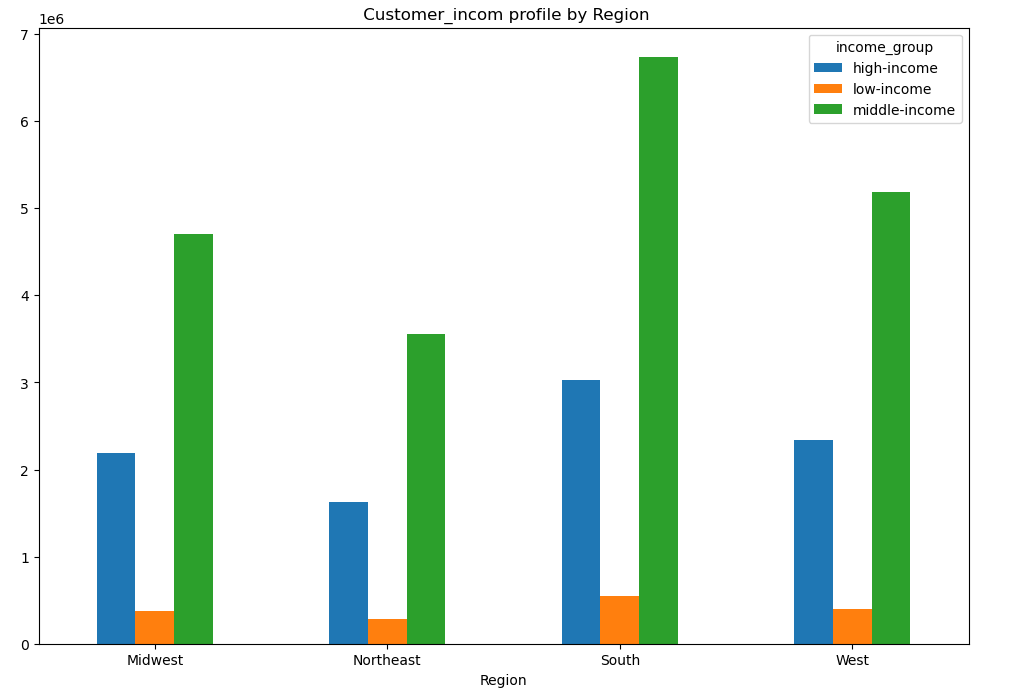 Customer_incom profile by Region
1e6
7
6
5
4
3
2
1
0
income_group
high-income
low-income
middle-income
Midwest Northeast South West
Region